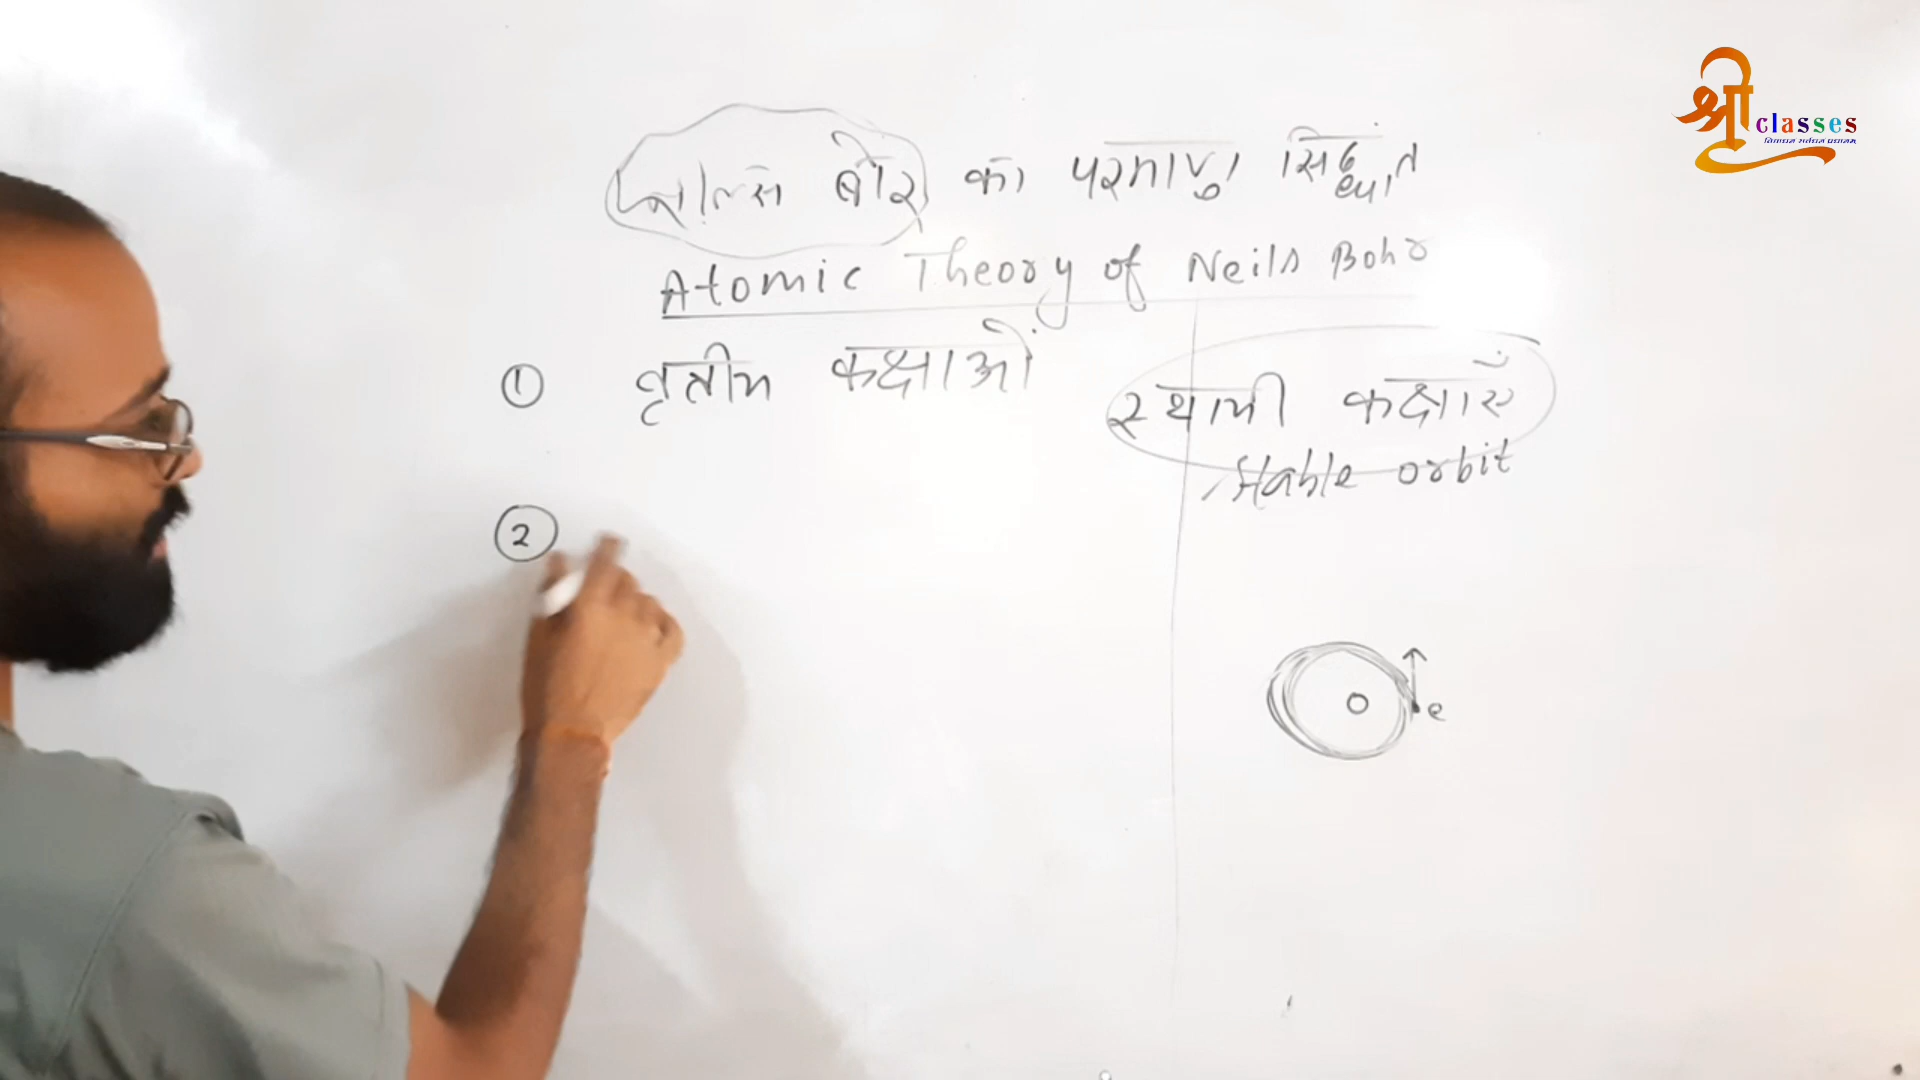 श्री classes
नील्स बोर का परमाणु सिद्धांत
Atomic Theory of Neils Bohr
① वृतीय कक्षाओं
स्थायी कक्षाएँ
Stable orbit
②
e